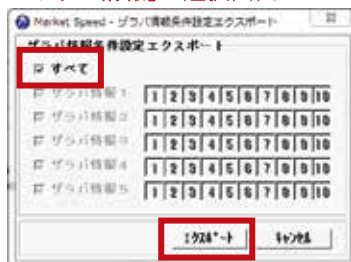 Market Speed - ザラバ情報条件設定エクスポート
ザラバ情報条件設定エクスポート
すべて
ザラバ情報1 1 2 3 4 5 6 7 8 9 10
ザラバ情報2 1 2 3 4 5 6 7 8 9 10
ザラバ情報3 1 2 3 4 5 6 7 8 9 10
ザラバ情報4 1 2 3 4 5 6 7 8 9 10
ザラバ情報5 1 2 3 4 5 6 7 8 9 10
エクスポート キャンセル